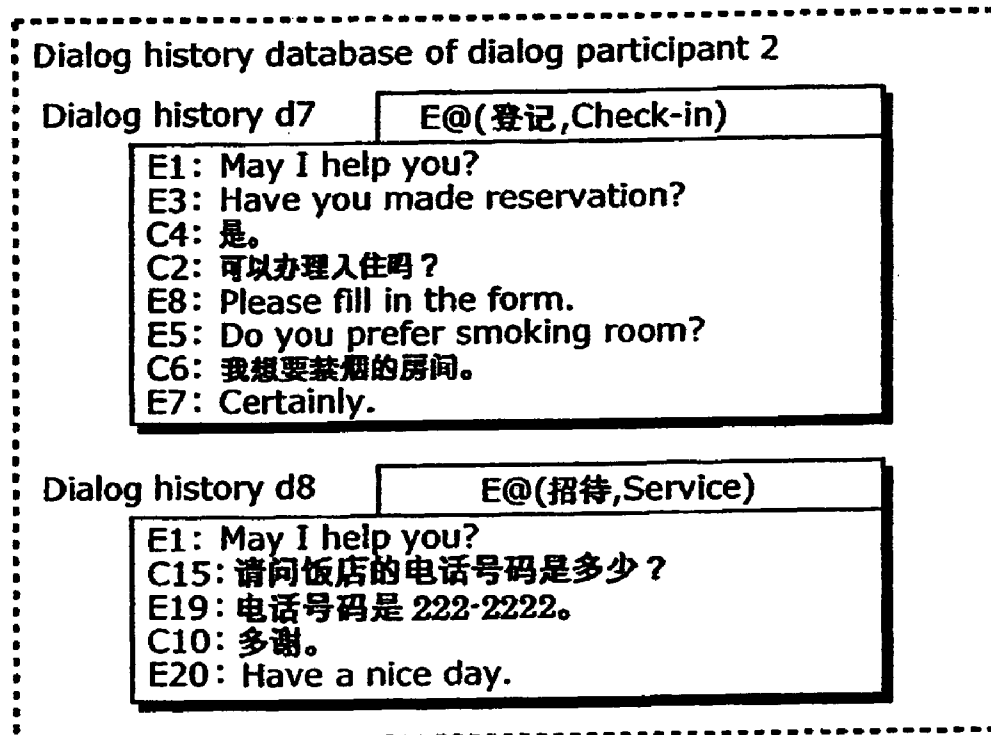 Dialog history database of dialog participant 2
Dialog history d7
E@(登记,Check-in)
E1: May I help you?
E3: Have you made reservation?
C4: 是。
C2: 可以办理入住吗？
E8: Please fill in the form.
E5: Do you prefer smoking room?
C6: 我想要禁烟的房间。
E7: Certainly.
Dialog history d8
E@(招待,Service)
E1: May I help you?
C15: 请问饭店的电话号码是多少？
E19: 电话号码是 222-2222。
C10: 多谢。
E20: Have a nice day.